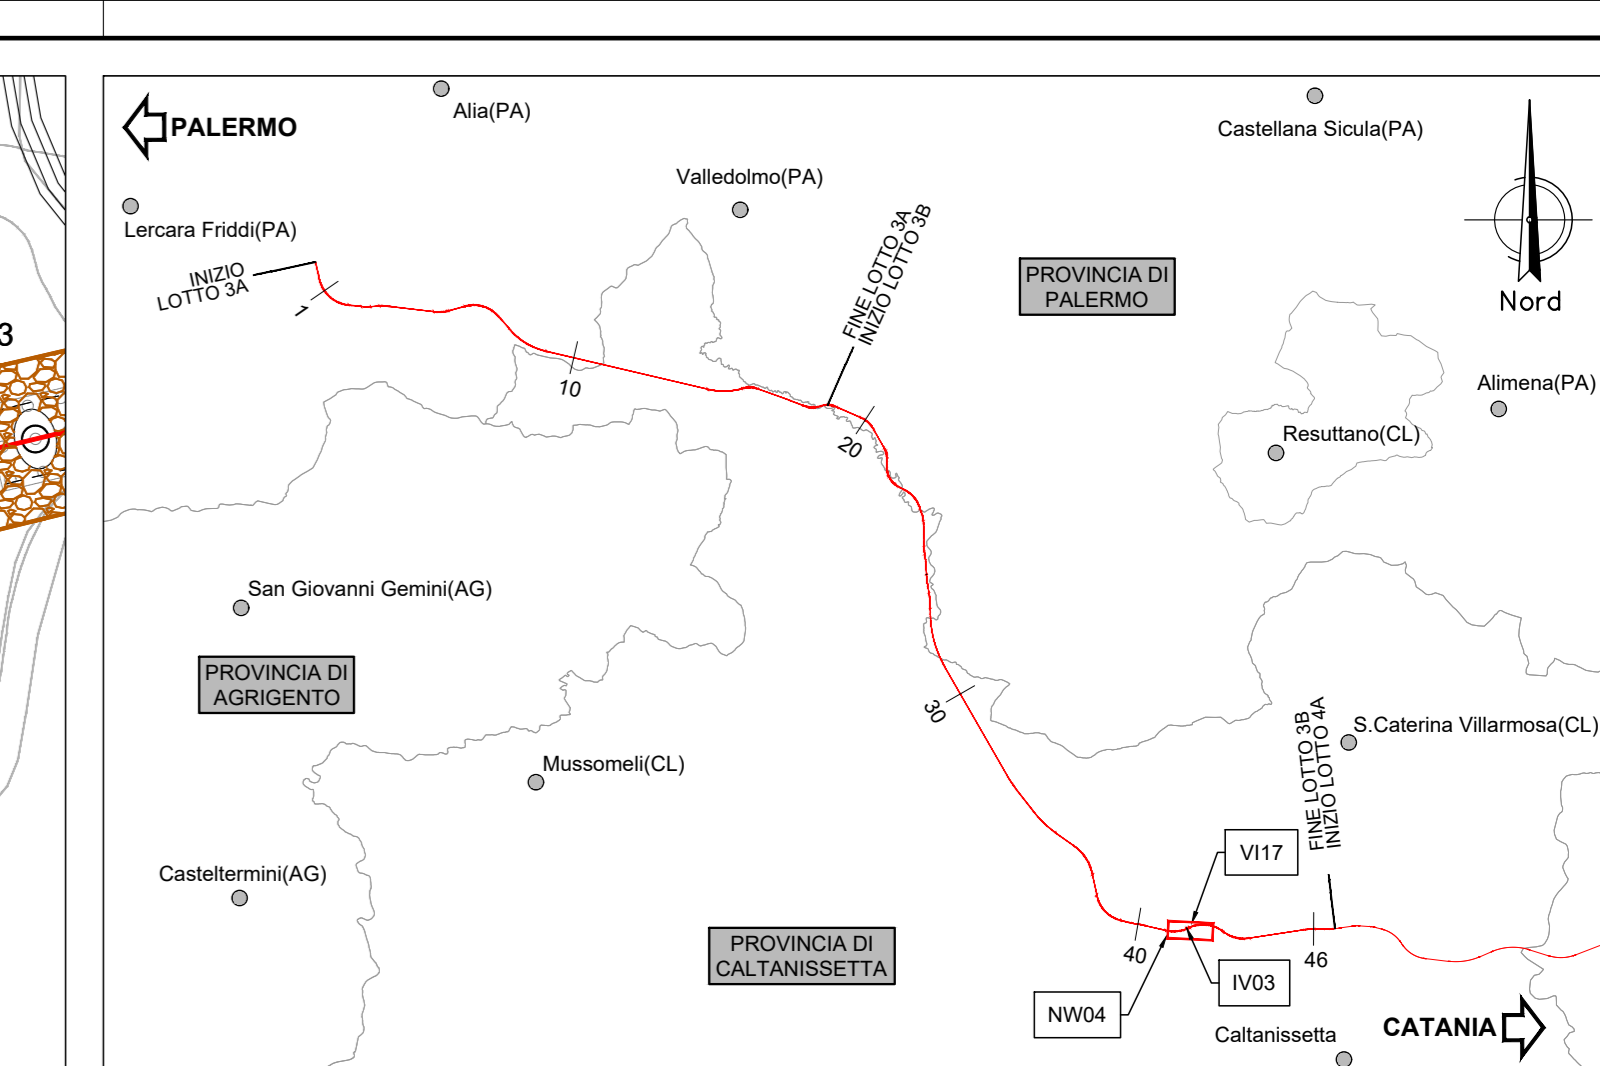 Alia(PA)
Castellana Sicula(PA)
PALERMO
Valledolmo(PA)
Lercara Friddi(PA)
INIZIO
LOTTO 3A
1
FINE LOTTO 3A
INIZIO LOTTO 3B
PROVINCIA DI
PALERMO
Nord
3
10
20
Alimena(PA)
Resuttano(CL)
San Giovanni Gemini(AG)
PROVINCIA DI
AGRIGENTO
30
FINE LOTTO 3B
INIZIO LOTTO 4A
S.Caterina Villarmosa(CL)
Mussomeli(CL)
VI17
Casteltermini(AG)
PROVINCIA DI
CALTANISSETTA
40
46
IV03
NW04
Caltanissetta
CATANIA